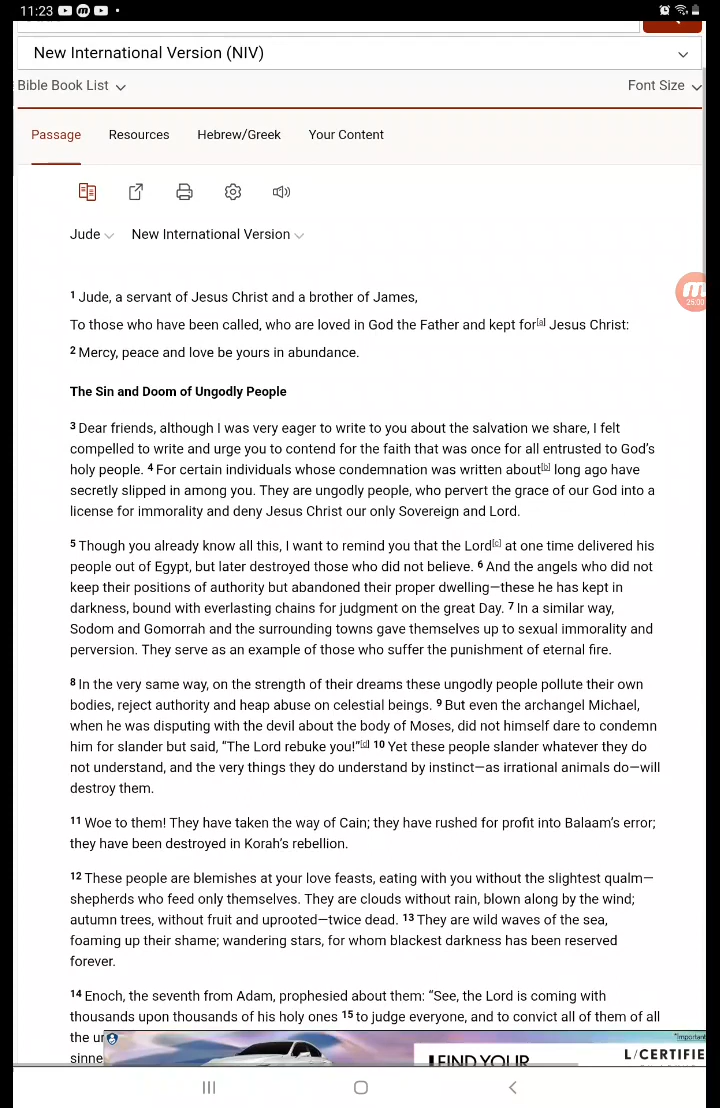 11:23
New International Version (NIV)
Bible Book List
Font Size
Passage
Resources
Hebrew/Greek
Your Content
Jude
New International Version
1 Jude, a servant of Jesus Christ and a brother of James,
25:00
To those who have been called, who are loved in God the Father and kept for[a] Jesus Christ:
2 Mercy, peace and love be yours in abundance.
The Sin and Doom of Ungodly People
3 Dear friends, although I was very eager to write to you about the salvation we share, I felt
compelled to write and urge you to contend for the faith that was once for all entrusted to God's
holy people. 4 For certain individuals whose condemnation was written about[b] long ago have
secretly slipped in among you. They are ungodly people, who pervert the grace of our God into a
license for immorality and deny Jesus Christ our only Sovereign and Lord.
5 Though you already know all this, I want to remind you that the Lord[c] at one time delivered his
people out of Egypt, but later destroyed those who did not believe. 6 And the angels who did not
keep their positions of authority but abandoned their proper dwelling—these he has kept in
darkness, bound with everlasting chains for judgment on the great Day. 7 In a similar way,
Sodom and Gomorrah and the surrounding towns gave themselves up to sexual immorality and
perversion. They serve as an example of those who suffer the punishment of eternal fire.
8 In the very same way, on the strength of their dreams these ungodly people pollute their own
bodies, reject authority and heap abuse on celestial beings. 9 But even the archangel Michael,
when he was disputing with the devil about the body of Moses, did not himself dare to condemn
him for slander but said, “The Lord rebuke you!”[d] 10 Yet these people slander whatever they do
not understand, and the very things they do understand by instinct—as irrational animals do—will
destroy them.
11 Woe to them! They have taken the way of Cain; they have rushed for profit into Balaam's error;
they have been destroyed in Korah's rebellion.
12 These people are blemishes at your love feasts, eating with you without the slightest qualm—
shepherds who feed only themselves. They are clouds without rain, blown along by the wind;
autumn trees, without fruit and uprooted—twice dead. 13 They are wild waves of the sea,
foaming up their shame; wandering stars, for whom blackest darkness has been reserved
forever.
14 Enoch, the seventh from Adam, prophesied about them: “See, the Lord is coming with
thousands upon thousands of his holy ones 15 to judge everyone, and to convict all of them of all
the un
sinne
*Important
FIND YOUR
L/CERTIFIE